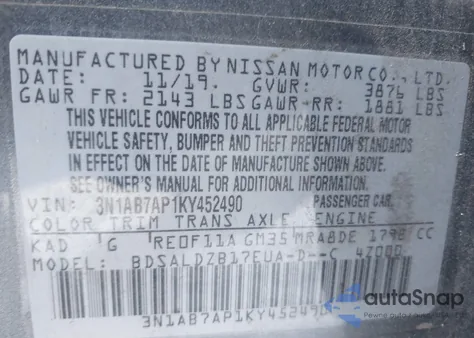 MANUFACTURED BY NISSAN MOTOR CO., LTD.
DATE: 11/19. GVWR: 3876 LBS
GAWR FR: 2143 LBS GAWR-RR: 1881 LBS
THIS VEHICLE CONFORMS TO ALL APPLICABLE FEDERAL MOTOR
VEHICLE SAFETY, BUMPER AND THEFT PREVENTION STANDARDS
IN EFFECT ON THE DATE OF MANUFACTURE SHOWN ABOVE.
SEE OWNER'S MANUAL FOR ADDITIONAL INFORMATION.
VIN: 3N1AB7AP1KY452490 PASSENGER CAR
COLOR TRIM TRANS AXLE ENGINE
KAD G RE0F11A GM35 MRA8DE 1798 CC
MODEL: BDSALDZB17EUA-D--C 4Z000
3N1AB7AP1KY452490
autaSnap